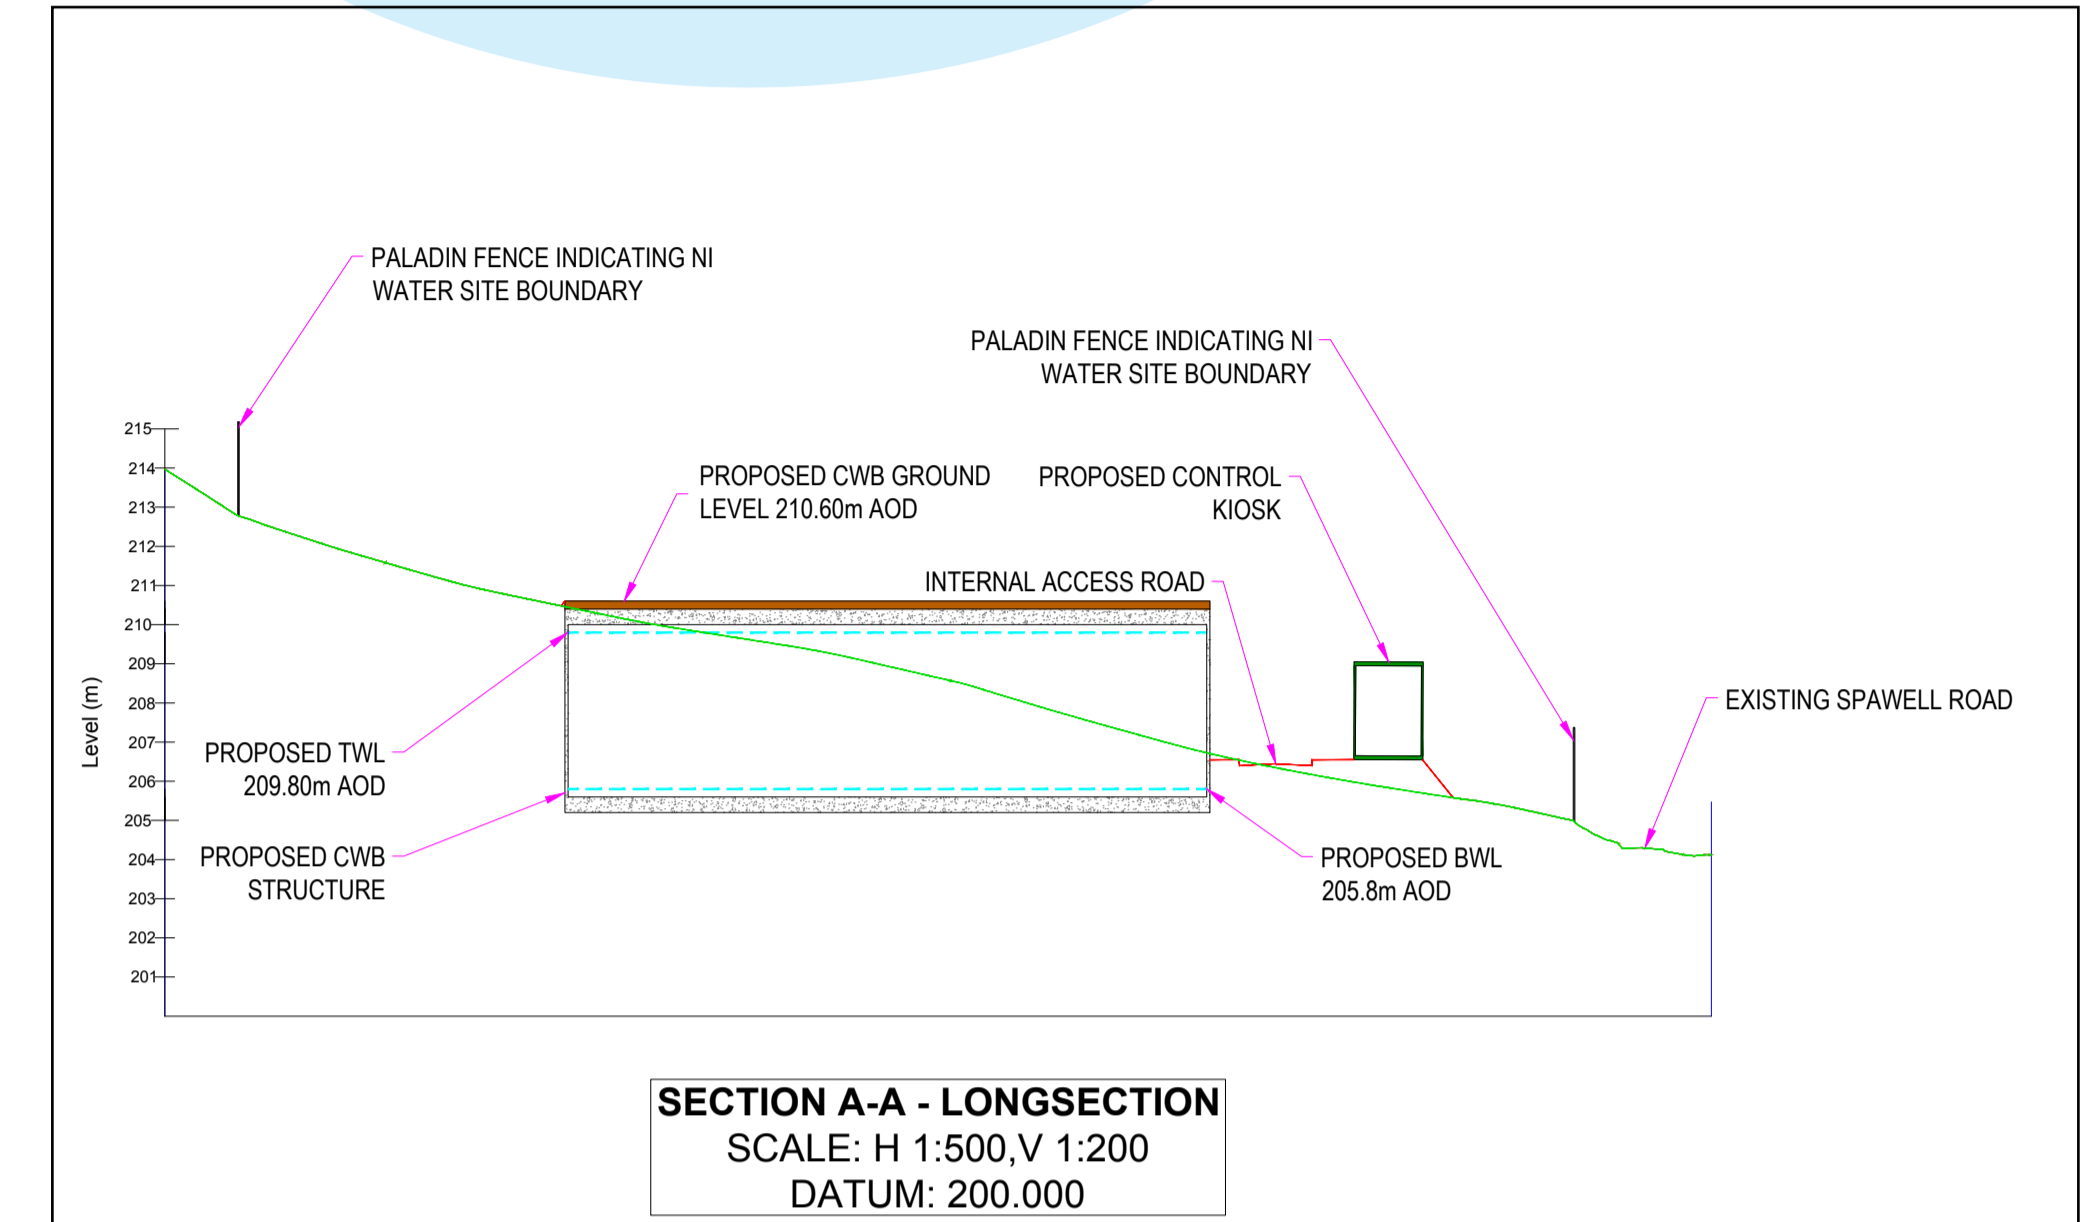 PALADIN FENCE INDICATING NI
WATER SITE BOUNDARY
PALADIN FENCE INDICATING NI
WATER SITE BOUNDARY
PROPOSED CWB GROUND
LEVEL 210.60m AOD
PROPOSED CONTROL
KIOSK
INTERNAL ACCESS ROAD
EXISTING SPAWELL ROAD
PROPOSED TWL
209.80m AOD
PROPOSED CWB
STRUCTURE
PROPOSED BWL
205.8m AOD
Level (m)
215
214
213
212
211
210
209
208
207
206
205
204
203
202
201
SECTION A-A - LONGSECTION
SCALE: H 1:500,V 1:200
DATUM: 200.000